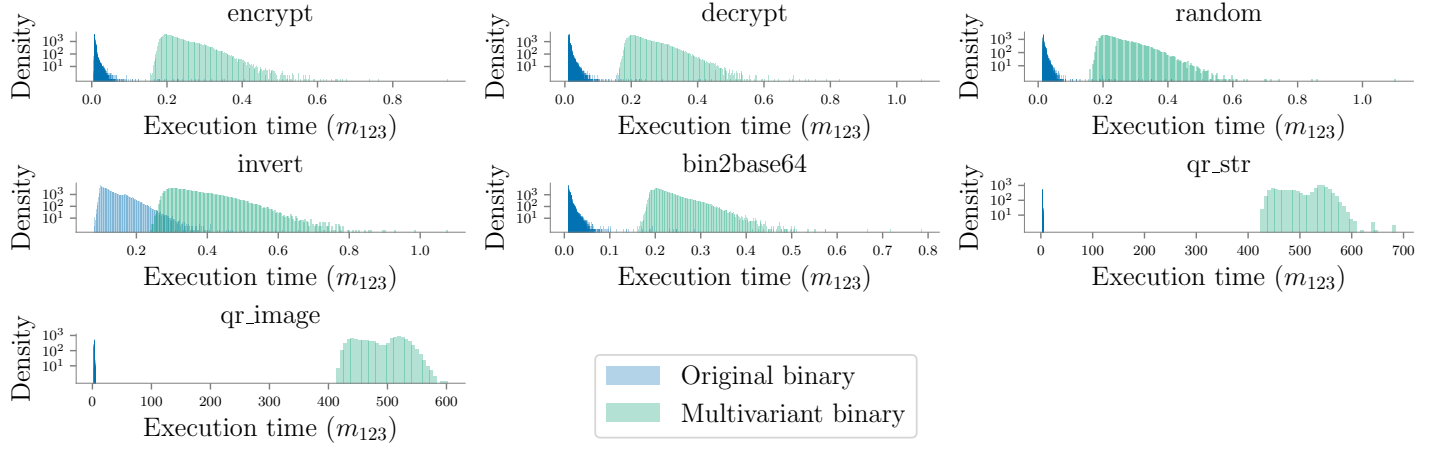 encrypt
Density
10³
10²
10¹
0.0 0.2 0.4 0.6 0.8
Execution time (m₁₂₃)
decrypt
Density
10³
10²
10¹
0.0 0.2 0.4 0.6 0.8 1.0
Execution time (m₁₂₃)
random
Density
10³
10²
10¹
0.0 0.2 0.4 0.6 0.8 1.0
Execution time (m₁₂₃)
invert
Density
10³
10²
10¹
0.2 0.4 0.6 0.8 1.0
Execution time (m₁₂₃)
bin2base64
Density
10³
10²
10¹
0.0 0.1 0.2 0.3 0.4 0.5 0.6 0.7 0.8
Execution time (m₁₂₃)
qr_str
Density
10³
10¹
0 100 200 300 400 500 600 700
Execution time (m₁₂₃)
qr_image
Density
10³
10²
10¹
0 100 200 300 400 500 600
Execution time (m₁₂₃)
Original binary
Multivariant binary